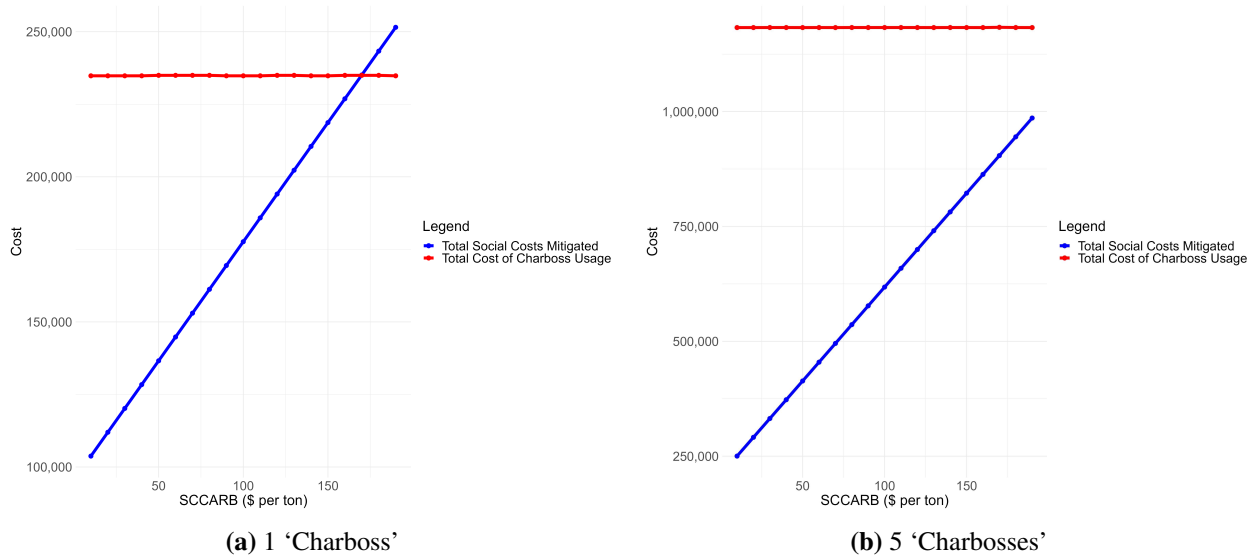 250,000
200,000
150,000
100,000
Cost
50
100
150
SCCARB ($ per ton)
Legend
Total Social Costs Mitigated
Total Cost of Charboss Usage
(a) 1 ‘Charboss’
1,000,000
750,000
500,000
250,000
Cost
50
100
150
SCCARB ($ per ton)
Legend
Total Social Costs Mitigated
Total Cost of Charboss Usage
(b) 5 ‘Charbosses’